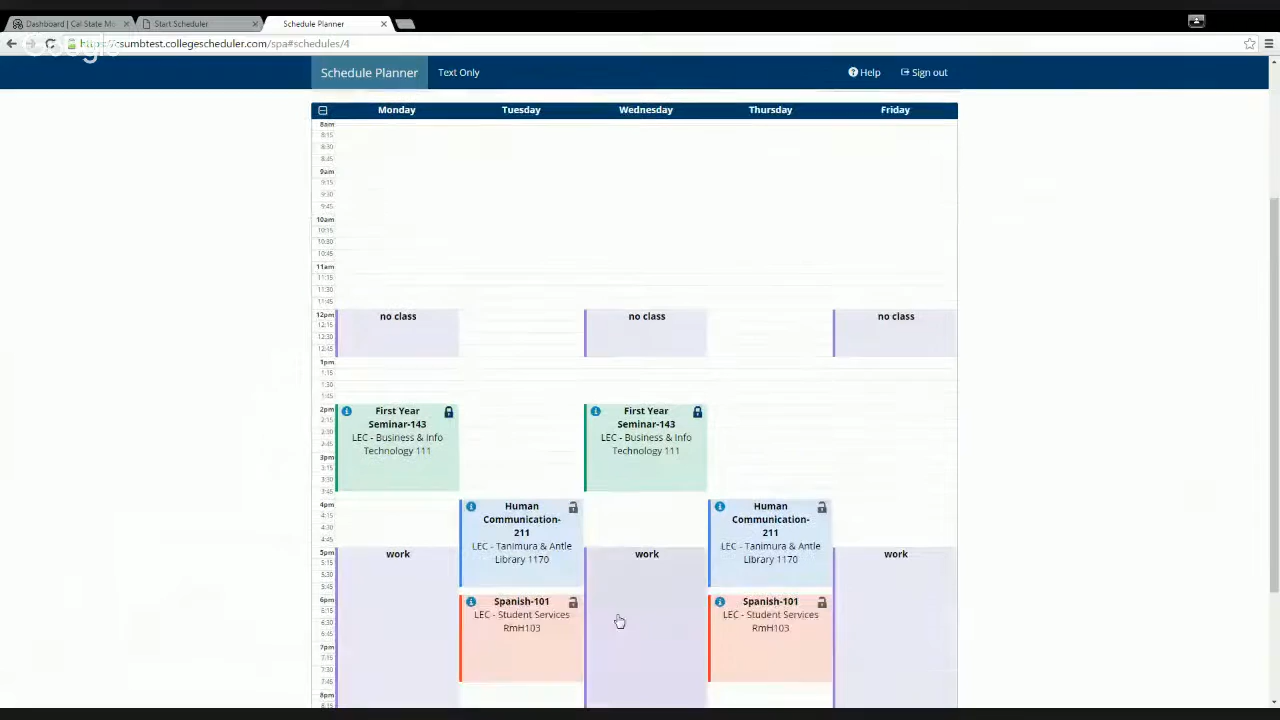 Dashboard | Cal State Mo
Start Scheduler
Schedule Planner
https://csumbtest.collegescheduler.com/spa#schedules/4
Google
Schedule Planner
Text Only
Help
Sign out
Monday
Tuesday
Wednesday
Thursday
Friday
8am
8:15
8:30
8:45
9am
9:15
9:30
9:45
10am
10:15
10:30
10:45
11am
11:15
11:30
11:45
12pm
12:15
12:30
12:45
1pm
1:15
1:30
1:45
2pm
2:15
2:30
2:45
3pm
3:15
3:30
3:45
4pm
4:15
4:30
4:45
5pm
5:15
5:30
5:45
6pm
6:15
6:30
6:45
7pm
7:15
7:30
7:45
8pm
8:15
no class
no class
no class
First Year
Seminar-143
LEC - Business & Info
Technology 111
First Year
Seminar-143
LEC - Business & Info
Technology 111
Human
Communication-
211
LEC - Tanimura & Antle
Library 1170
Human
Communication-
211
LEC - Tanimura & Antle
Library 1170
work
work
work
Spanish-101
LEC - Student Services
RmH103
Spanish-101
LEC - Student Services
RmH103